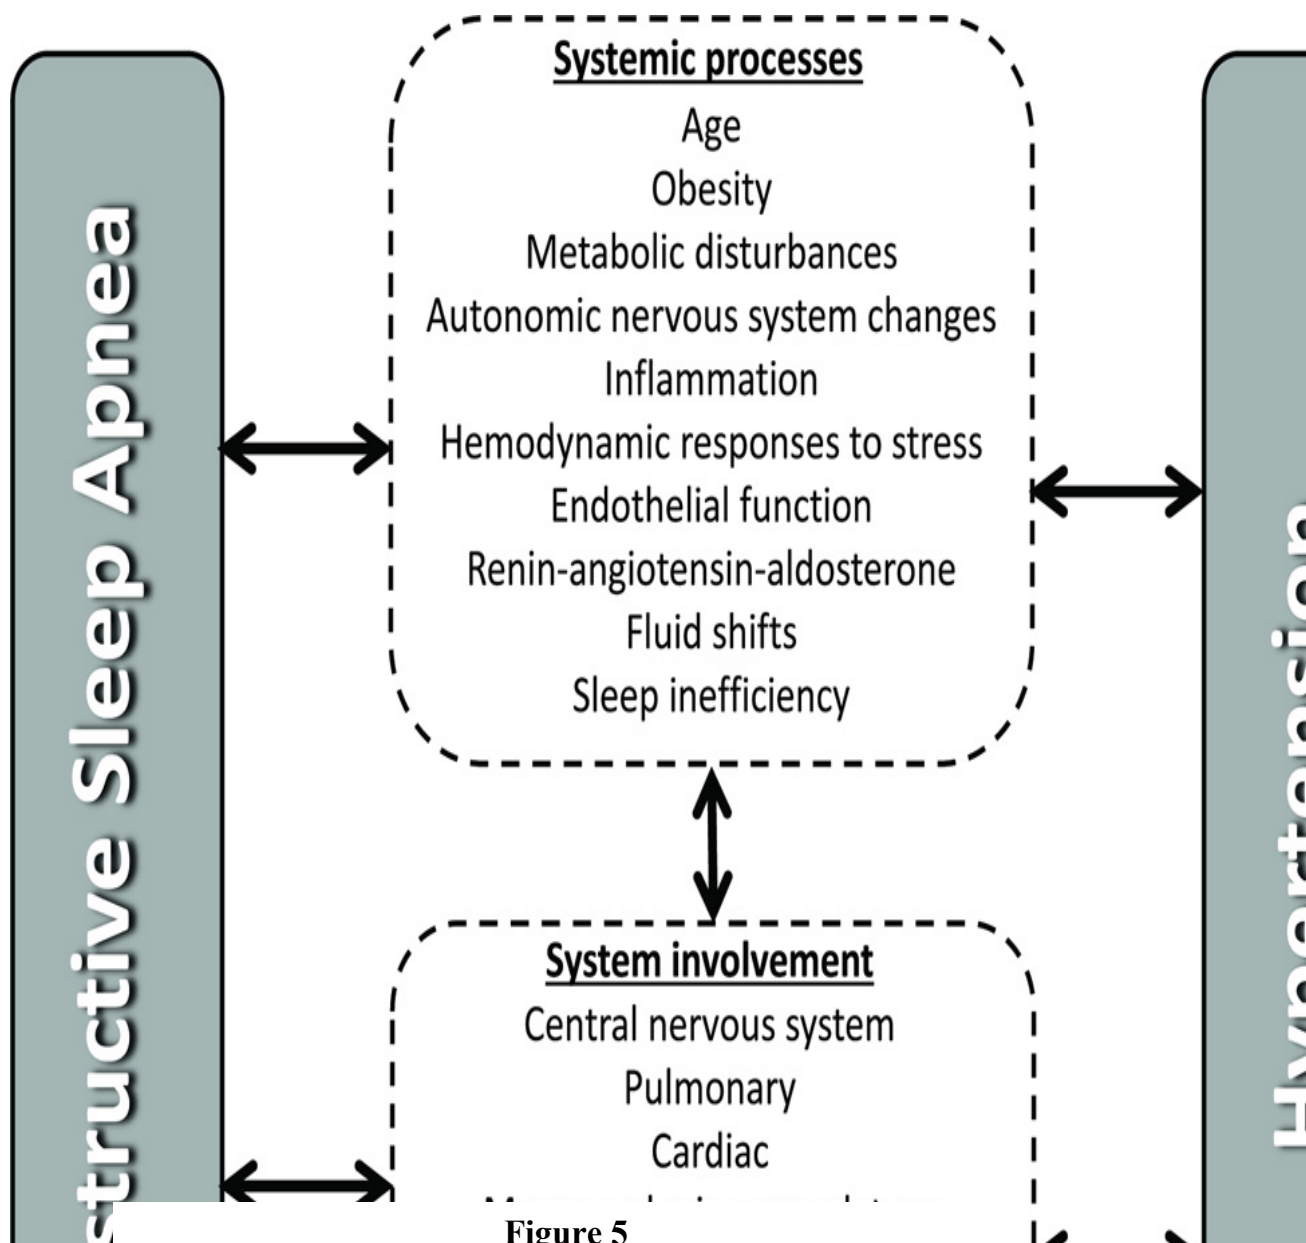 Systemic processes
Age
Obesity
Metabolic disturbances
Autonomic nervous system changes
Inflammation
Hemodynamic responses to stress
Endothelial function
Renin-angiotensin-aldosterone
Fluid shifts
Sleep inefficiency
System involvement
Central nervous system
Pulmonary
Cardiac
structive Sleep Apnea
Hypertension
Figure 5